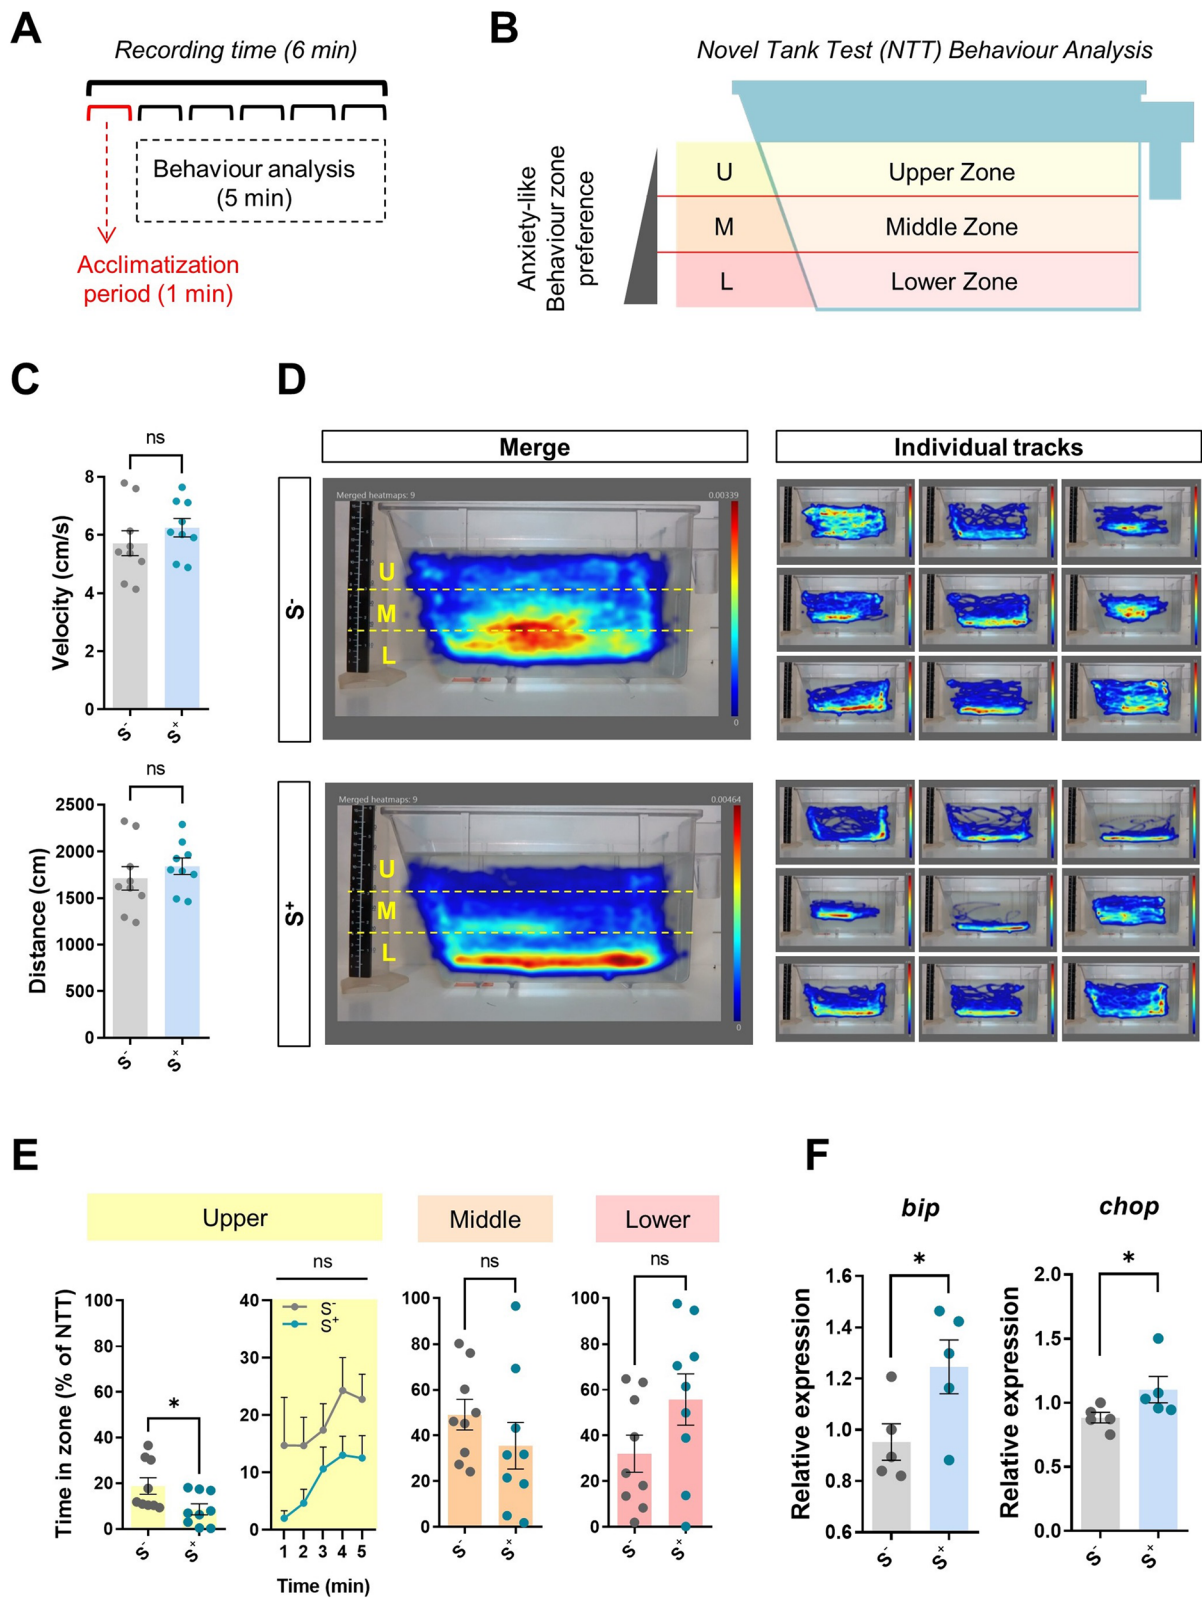 A
Recording time (6 min)
Behaviour analysis
(5 min)
Acclimatization
period (1 min)
B
Novel Tank Test (NTT) Behaviour Analysis
Anxiety-like
Behaviour zone
preference
U
Upper Zone
M
Middle Zone
L
Lower Zone
C
ns
Velocity (cm/s)
8
6
4
2
0
S-
S+
ns
Distance (cm)
2500
2000
1500
1000
500
0
S-
S+
D
Merge
Individual tracks
S-
Merged heatmaps: 9
0.00339
U
M
L
0
S+
Merged heatmaps: 9
0.00464
U
M
L
0
E
Upper
Middle
Lower
Time in zone (% of NTT)
100
80
60
40
20
0
*
S-
S+
ns
40
30
20
10
0
S-
S+
1 2 3 4 5
Time (min)
ns
100
80
60
40
20
0
S-
S+
ns
100
80
60
40
20
0
S-
S+
F
bip
*
Relative expression
1.6
1.4
1.2
1.0
0.8
0.6
S-
S+
chop
*
Relative expression
2.0
1.5
1.0
0.5
0.0
S-
S+